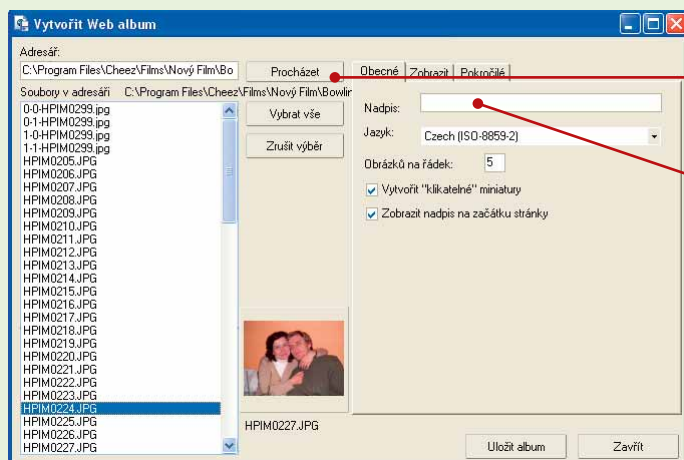 Vytvořit Web album
Adresář:
C:\Program Files\Cheez\Films\Nový Film\Bo
Procházet
Soubory v adresáři C:\Program Files\Cheez\Films\Nový Film\Bowlin
0-0-HPIM0299.jpg
0-1-HPIM0299.jpg
1-0-HPIM0299.jpg
1-1-HPIM0299.jpg
HPIM0205.JPG
HPIM0206.JPG
HPIM0207.JPG
HPIM0208.JPG
HPIM0209.JPG
HPIM0210.JPG
HPIM0211.JPG
HPIM0212.JPG
HPIM0213.JPG
HPIM0214.JPG
HPIM0215.JPG
HPIM0216.JPG
HPIM0217.JPG
HPIM0218.JPG
HPIM0219.JPG
HPIM0220.JPG
HPIM0221.JPG
HPIM0222.JPG
HPIM0223.JPG
HPIM0224.JPG
HPIM0225.JPG
HPIM0226.JPG
HPIM0227.JPG
Vybrat vše
Zrušit výběr
HPIM0227.JPG
Obecné Zobrazit Pokročilé
Nadpis:
Jazyk: Czech (ISO-8859-2)
Obrázků na řádek: 5
Vytvořit "klikatelné" miniatury
Zobrazit nadpis na začátku stránky
Uložit album Zavřít